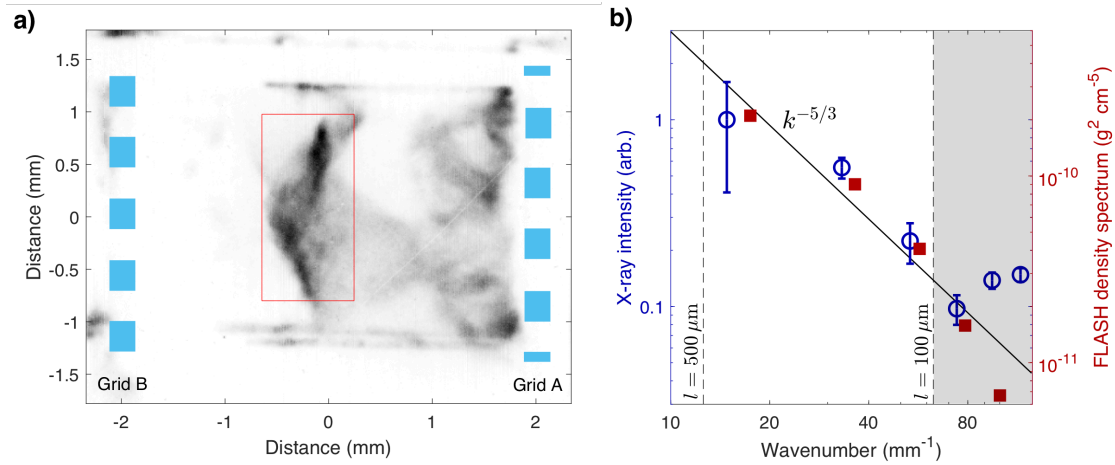 a)
1.5
1
0.5
0
-0.5
-1
-1.5
Distance (mm)
Grid B
Grid A
-2
-1
0
1
2
Distance (mm)
b)
1
0.1
X-ray intensity (arb.)
k^{-5/3}
l = 500 μm
l = 100 μm
10^{-10}
10^{-11}
FLASH density spectrum (g² cm⁻⁵)
10
20
40
80
Wavenumber (mm⁻¹)